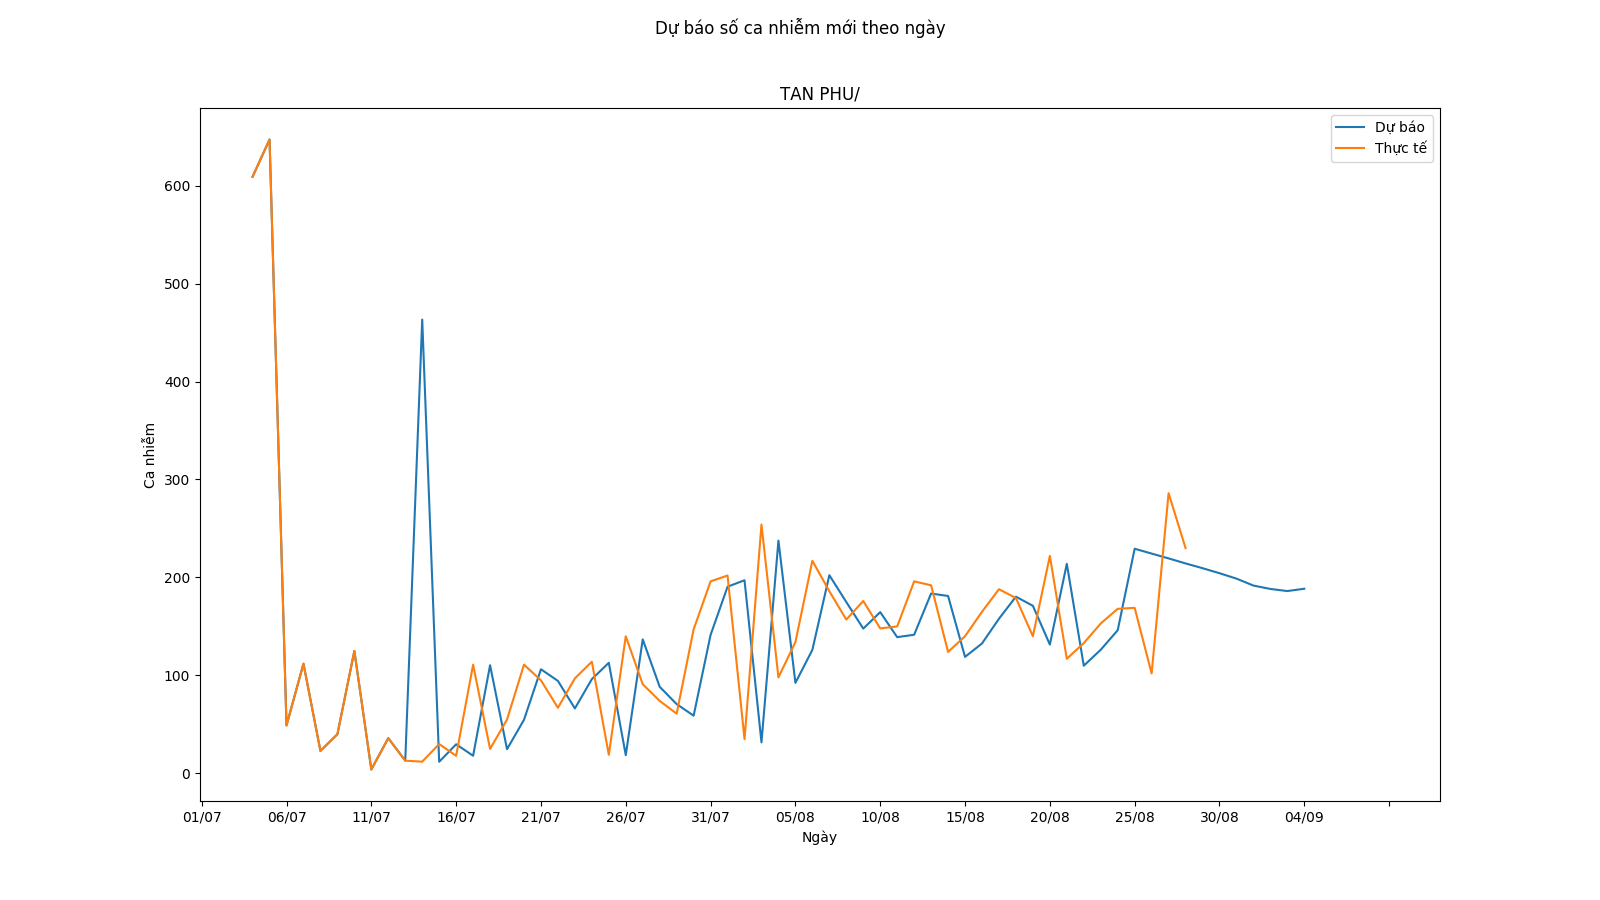 Dự báo số ca nhiễm mới theo ngày
TAN PHU/
Dự báo
Thực tế
Ca nhiễm
600
500
400
300
200
100
0
01/07 06/07 11/07 16/07 21/07 26/07 31/07 05/08 10/08 15/08 20/08 25/08 30/08 04/09
Ngày